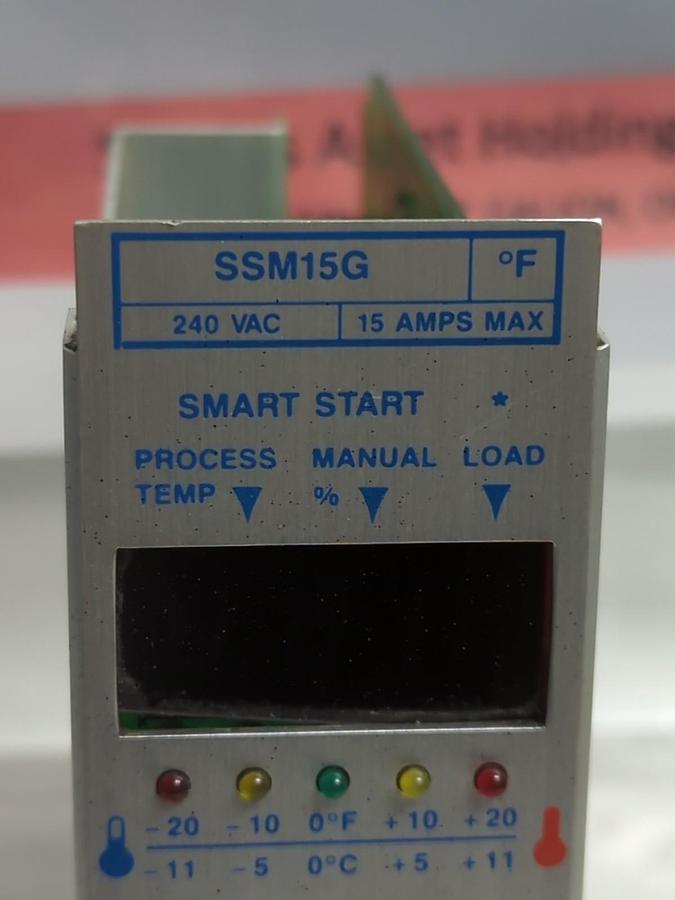 Holding
SSM15G °F
240 VAC 15 AMPS MAX
SMART START *
PROCESS MANUAL LOAD
TEMP ▼ % ▼ ▼
-20 -10 0°F +10 +20
-11 -5 0°C +5 +11